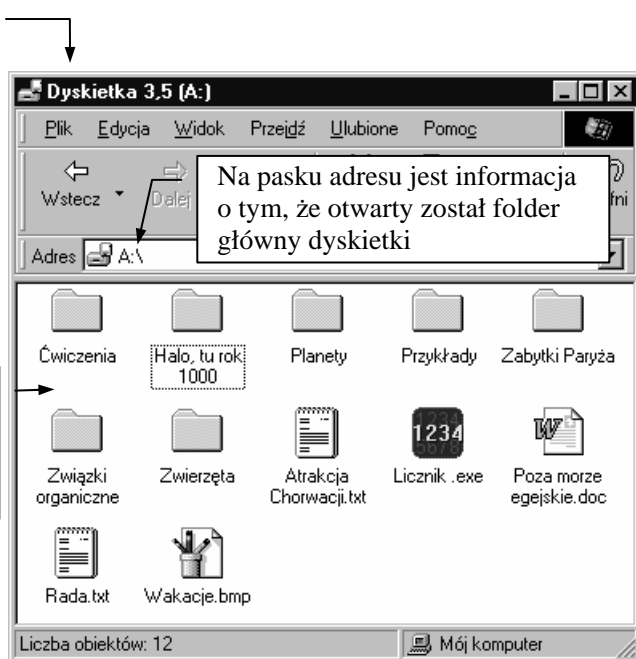 Dyskietka 3,5 (A:)
Plik Edycja Widok Przejdź Ulubione Pomoc
Wstecz Dalej
Na pasku adresu jest informacja
o tym, że otwarty został folder
główny dyskietki
Adres A:\
Ćwiczenia Halo, tu rok 1000 Planety Przykłady Zabytki Paryża
Związki organiczne Zwierzęta Atrakcja Chorwacji.txt Licznik .exe Poza morze egejskie.doc
1234
Rada.txt Wakacje.bmp
Liczba obiektów: 12 Mój komputer